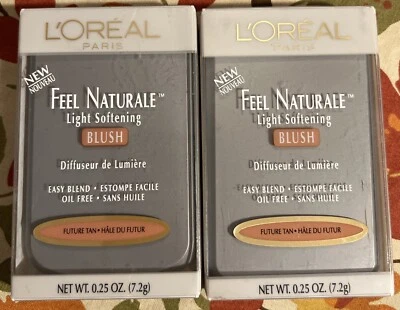 L'ORÉAL
PARIS
NEW
NOUVEAU
FEEL NATURALE™
Light Softening
BLUSH
Diffuseur de Lumière
EASY BLEND • ESTOMPE FACILE
OIL FREE • SANS HUILE
FUTURE TAN • HÂLE DU FUTUR
NET WT. 0.25 OZ. (7.2g)
L'ORÉAL
PARIS
NEW
NOUVEAU
FEEL NATURALE™
Light Softening
BLUSH
Diffuseur de Lumière
EASY BLEND • ESTOMPE FACILE
OIL FREE • SANS HUILE
FUTURE TAN • HÂLE DU FUTUR
NET WT. 0.25 OZ. (7.2g)